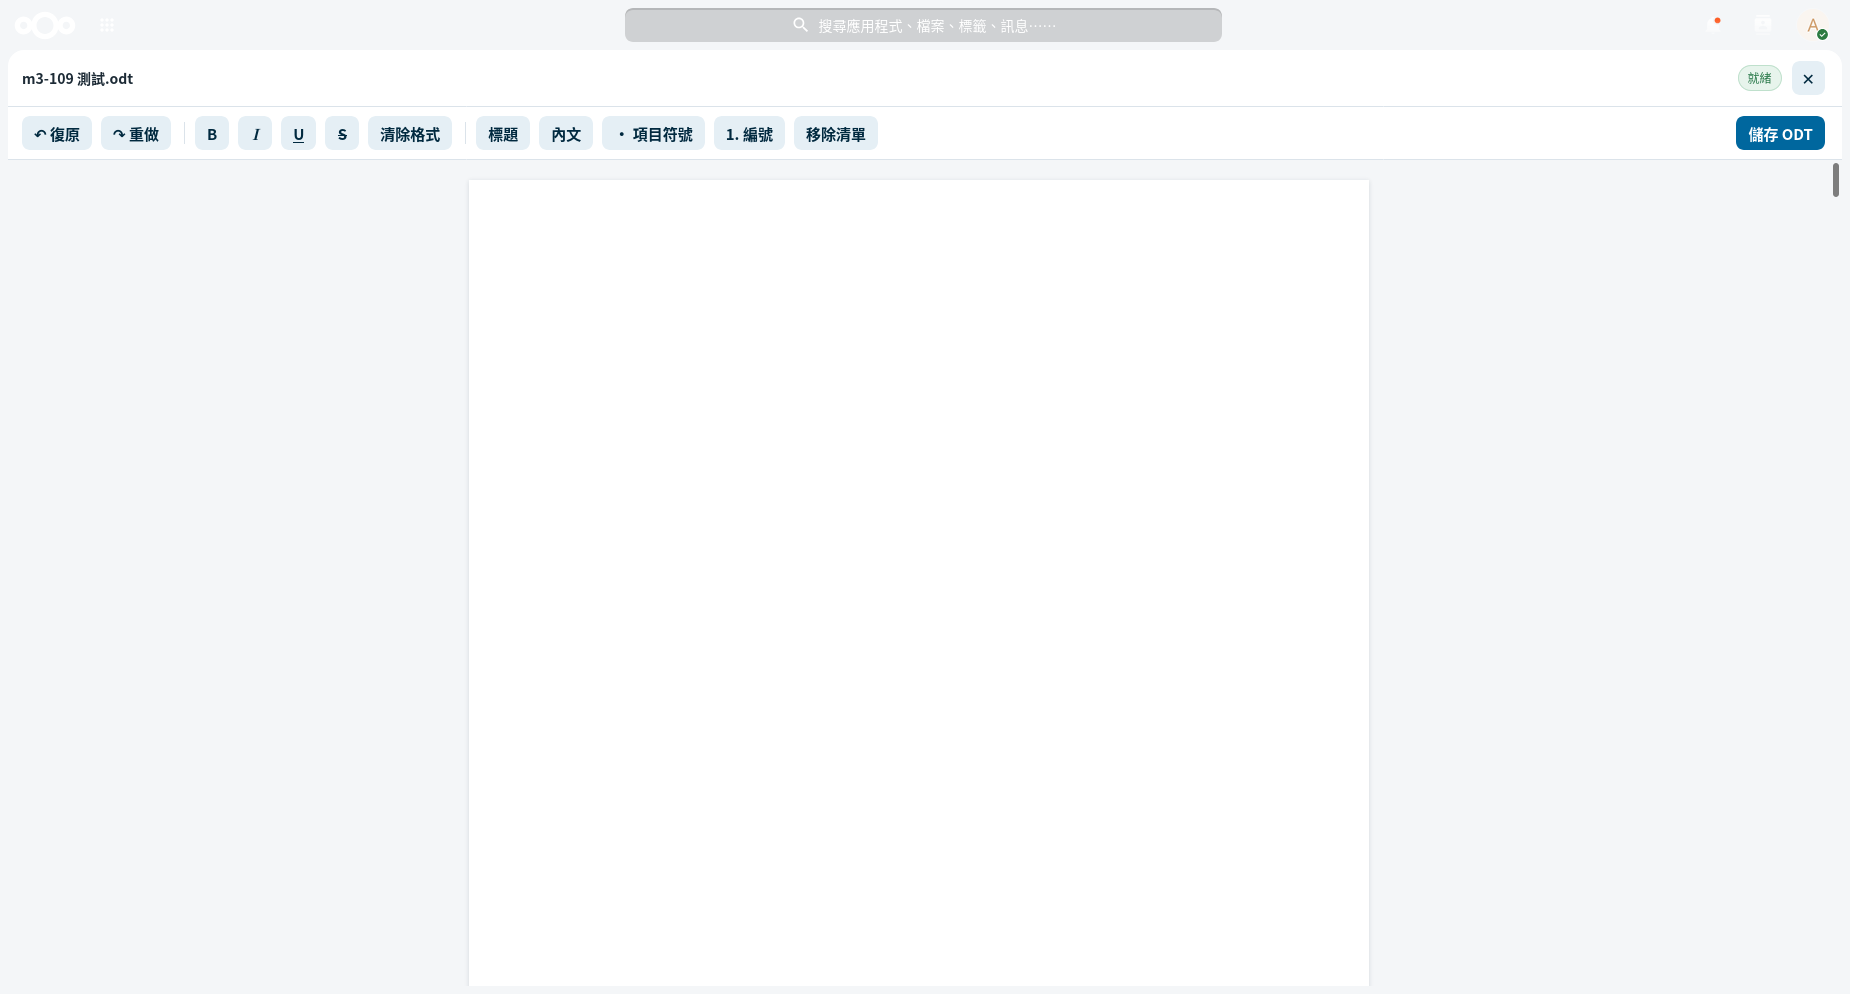 搜尋應用程式、檔案、標籤、訊息……
A
m3-109 測試.odt
就緒
×
↶ 復原
↷ 重做
B
I
U
S
清除格式
標題
內文
• 項目符號
1. 編號
移除清單
儲存 ODT